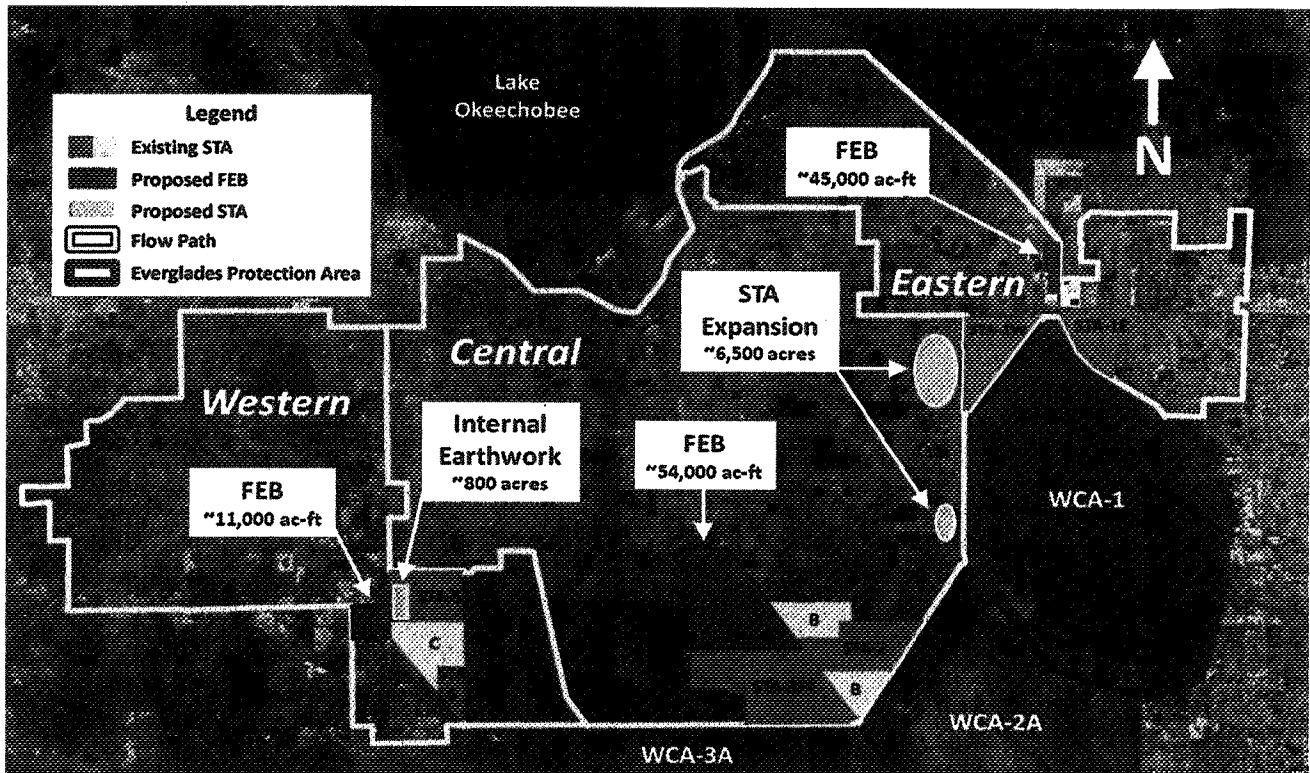 Lake
Okeechobee
N
Legend
Existing STA
Proposed FEB
Proposed STA
Flow Path
Everglades Protection Area
FEB
~45,000 ac-ft
Eastern
STA
Expansion
~6,500 acres
Central
Western
Internal
Earthwork
~800 acres
FEB
~54,000 ac-ft
FEB
~11,000 ac-ft
WCA-1
B
C
B
WCA-2A
WCA-3A